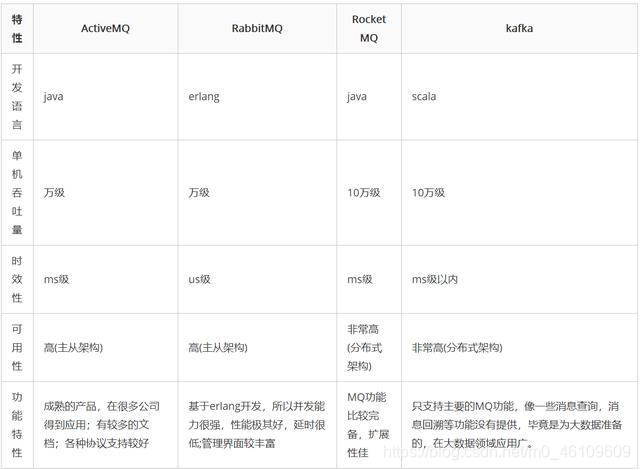 特性 ActiveMQ RabbitMQ Rocket MQ kafka
开发语言 java erlang java scala
单机吞吐量 万级 万级 10万级 10万级
时效性 ms级 us级 ms级 ms级以内
可用性 高(主从架构) 高(主从架构) 非常高(分布式架构) 非常高(分布式架构)
功能特性
成熟的产品，在很多公司
得到应用；有较多的文
档；各种协议支持较好
基于erlang开发，所以并发能
力很强，性能极其好，延时很
低;管理界面较丰富
MQ功能
比较完
备，扩展
性佳
只支持主要的MQ功能，像一些消息查询，消
息回溯等功能没有提供，毕竟是为大数据准备
的，在大数据领域应用广。
https://blog.csdn.net/m0_46109609